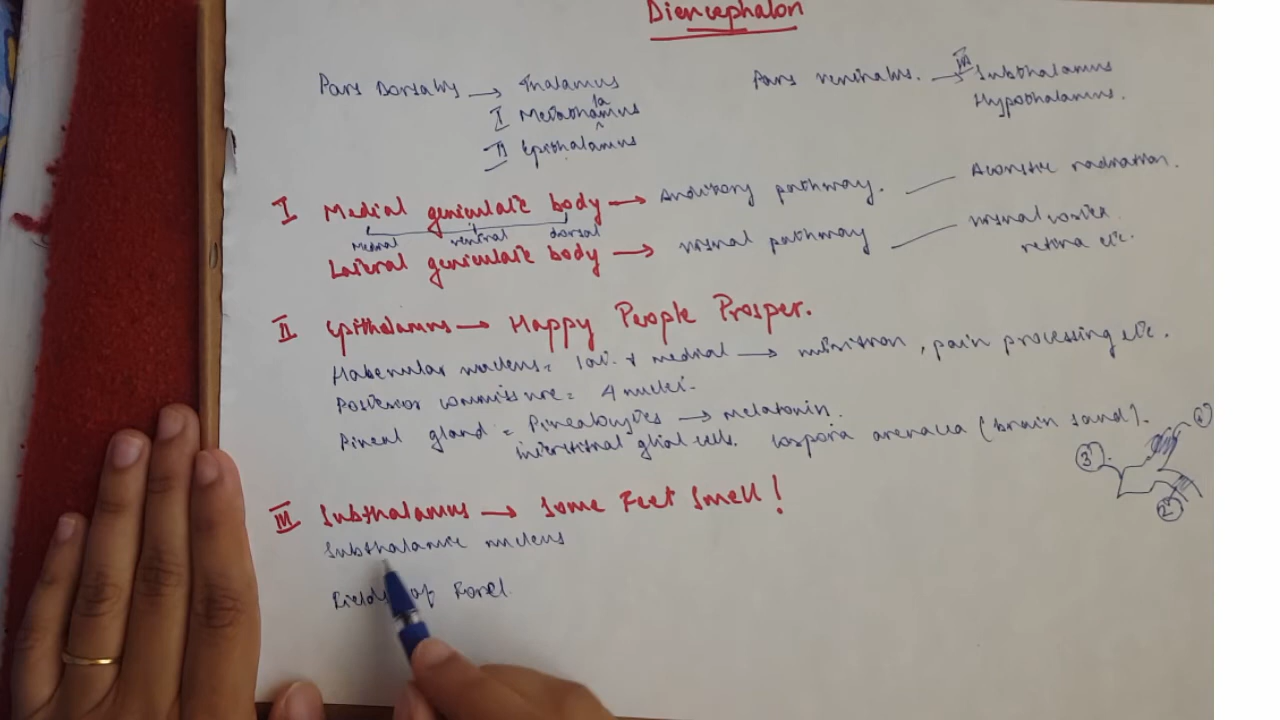 Diencephalon
Pars Dorsalis → Thalamus
I Metathalamus
II Epithalamus
Pars ventralis. → III Subthalamus
Hypothalamus.
I Medial geniculate body → Auditory pathway. — Acoustic radiation.
medial ventral dorsal
Lateral geniculate body → visual pathway — visual cortex
retina etc.
II Epithalamus → Happy People Prosper.
Habenular nucleus = lat. + medial → nutrition, pain processing etc.
Posterior commissure = 4 nuclei.
Pineal gland = Pinealocytes → melatonin.
interstitial glial cells. corpora arenacea (brain sand).
3
2
III Subthalamus → Some Feet Smell!
Subthalamic nucleus
Fields of Forel.